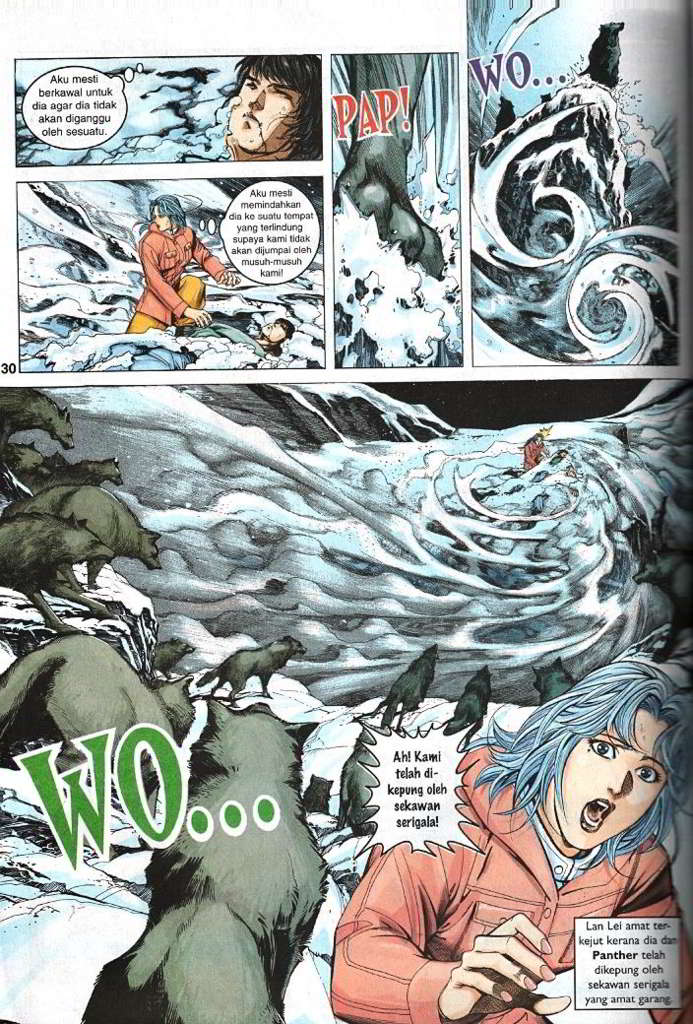 Aku mesti
berkawal untuk
dia agar dia tidak
akan diganggu
oleh sesuatu.
Aku mesti
memindahkan
dia ke suatu tempat
yang terlindung
supaya kami tidak
akan dijumpai oleh
musuh-musuh
kami!
PAP!
WO...
30
WO...
Ah! Kami
telah di-
kepung oleh
sekawan
serigala!
Lan Lei amat ter-
kejut kerana dia dan
Panther telah
dikepung oleh
sekawan serigala
yang amat garang.